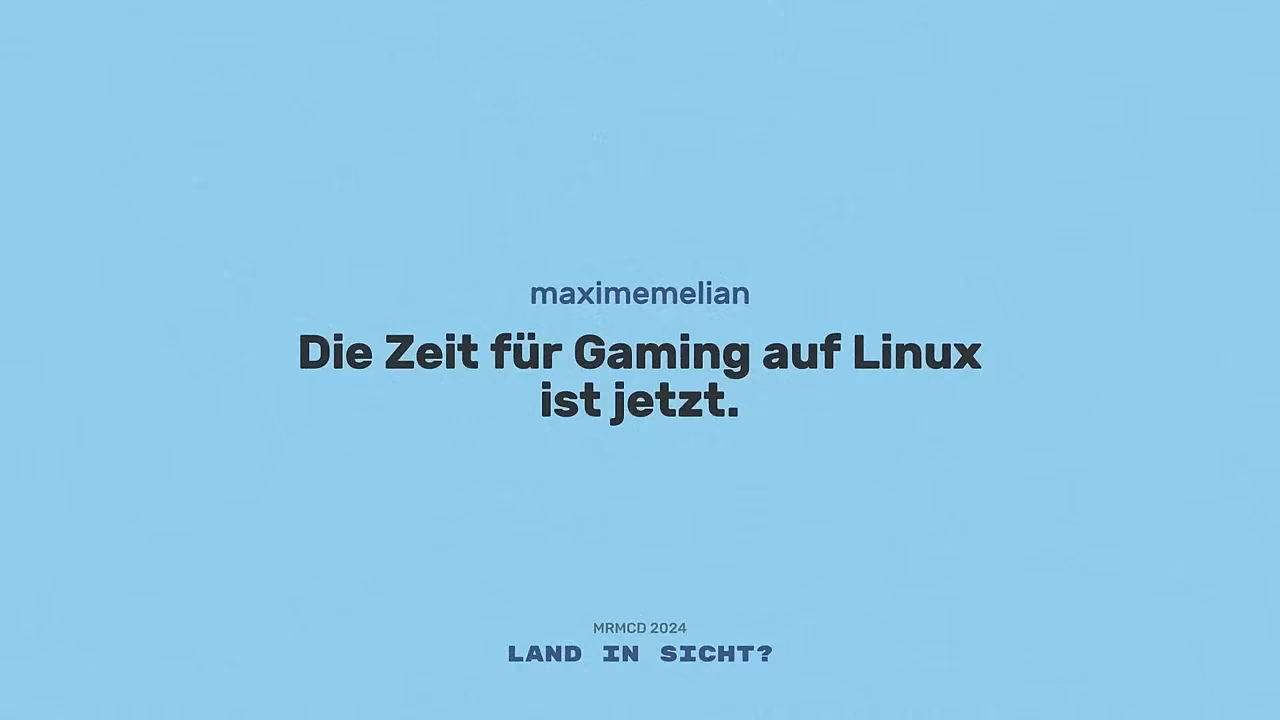 maximemelian
Die Zeit für Gaming auf Linux
ist jetzt.
MRMCD 2024
LAND IN SICHT?